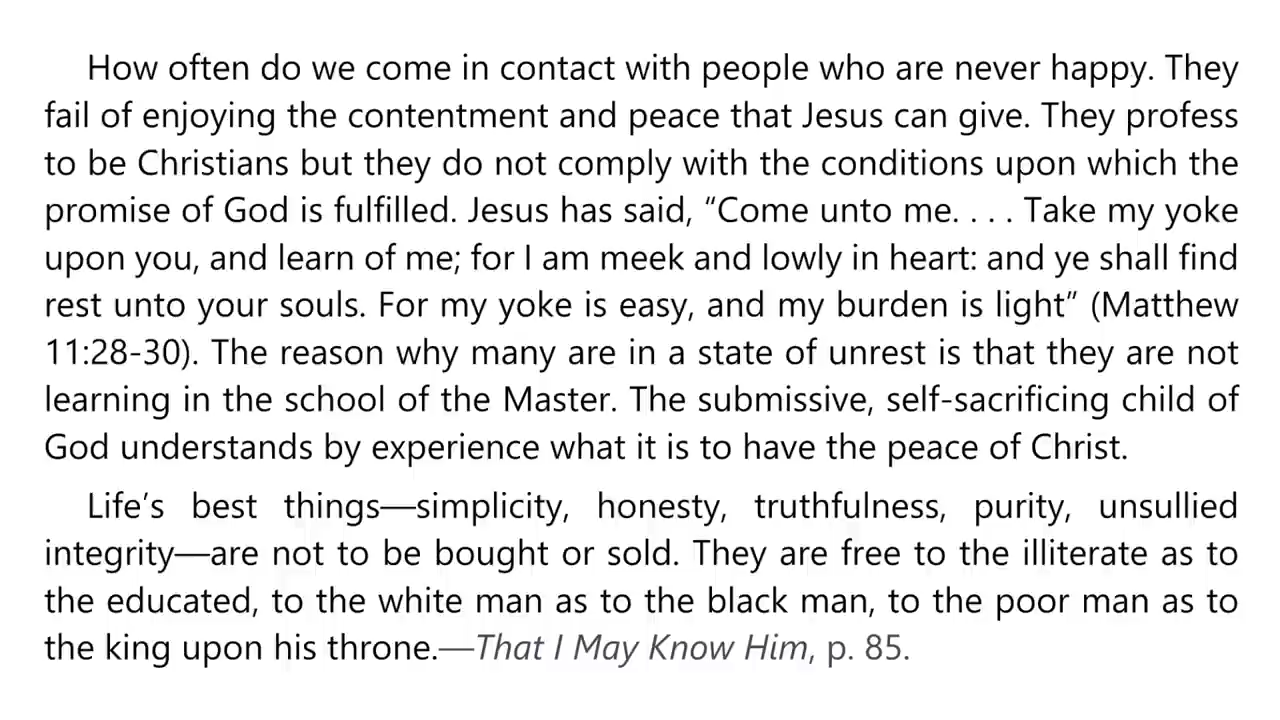 How often do we come in contact with people who are never happy. They
fail of enjoying the contentment and peace that Jesus can give. They profess
to be Christians but they do not comply with the conditions upon which the
promise of God is fulfilled. Jesus has said, “Come unto me. . . . Take my yoke
upon you, and learn of me; for I am meek and lowly in heart: and ye shall find
rest unto your souls. For my yoke is easy, and my burden is light” (Matthew
11:28-30). The reason why many are in a state of unrest is that they are not
learning in the school of the Master. The submissive, self-sacrificing child of
God understands by experience what it is to have the peace of Christ.
Life’s best things—simplicity, honesty, truthfulness, purity, unsullied
integrity—are not to be bought or sold. They are free to the illiterate as to
the educated, to the white man as to the black man, to the poor man as to
the king upon his throne.—That I May Know Him, p. 85.